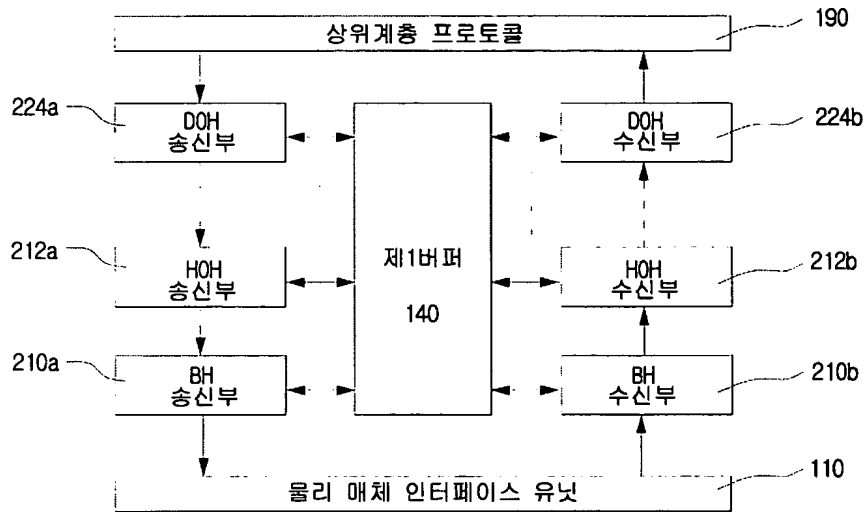 상위계층 프로토콜
190
224a
DOH
송신부
DOH
수신부
224b
212a
HOH
송신부
제1버퍼
140
HOH
수신부
212b
210a
BH
송신부
BH
수신부
210b
물리 매체 인터페이스 유닛
110